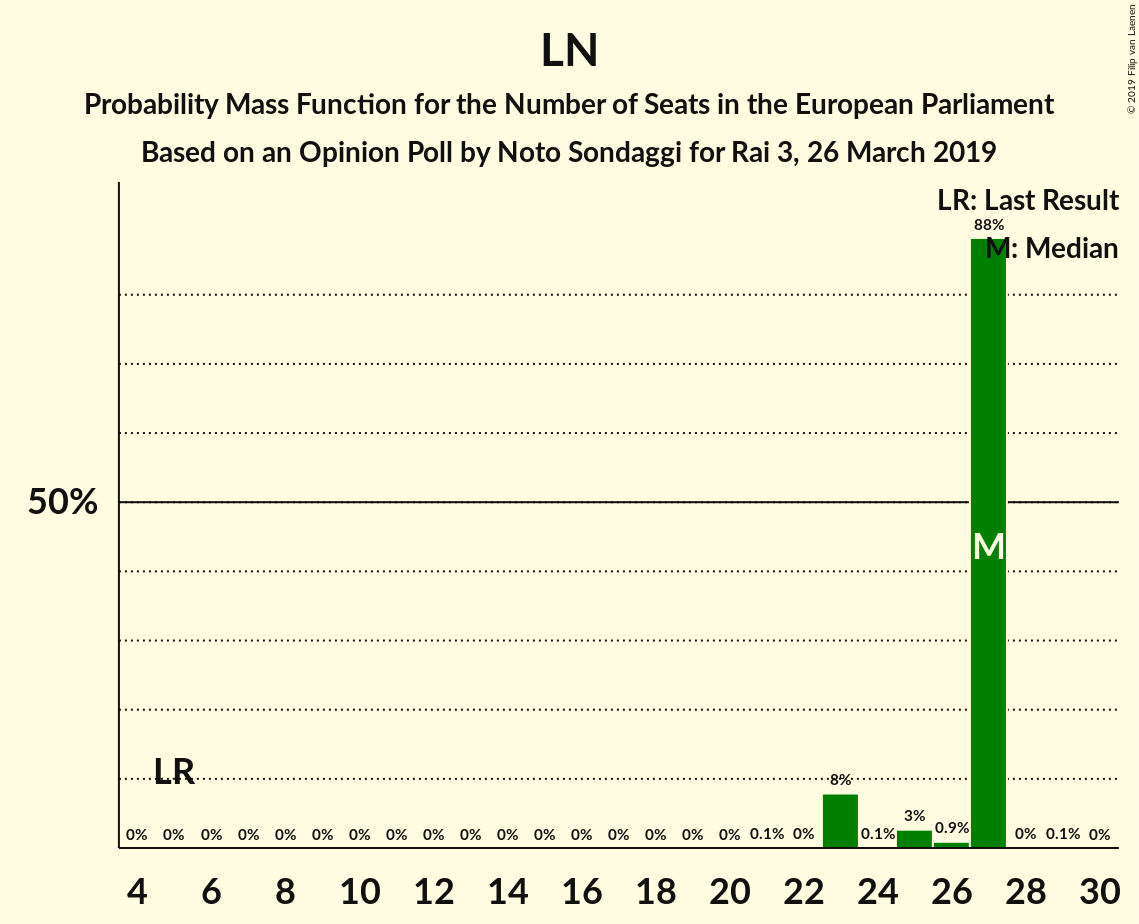 LN
Probability Mass Function for the Number of Seats in the European Parliament
Based on an Opinion Poll by Noto Sondaggi for Rai 3, 26 March 2019
© 2019 Filip van Laenen
LR: Last Result
88%
M: Median
50%
M
LR
8%
3%
0% 0% 0% 0% 0% 0% 0% 0% 0% 0% 0% 0% 0% 0% 0% 0% 0% 0.1% 0% 0.1% 0.9% 0% 0.1% 0%
4 6 8 10 12 14 16 18 20 22 24 26 28 30